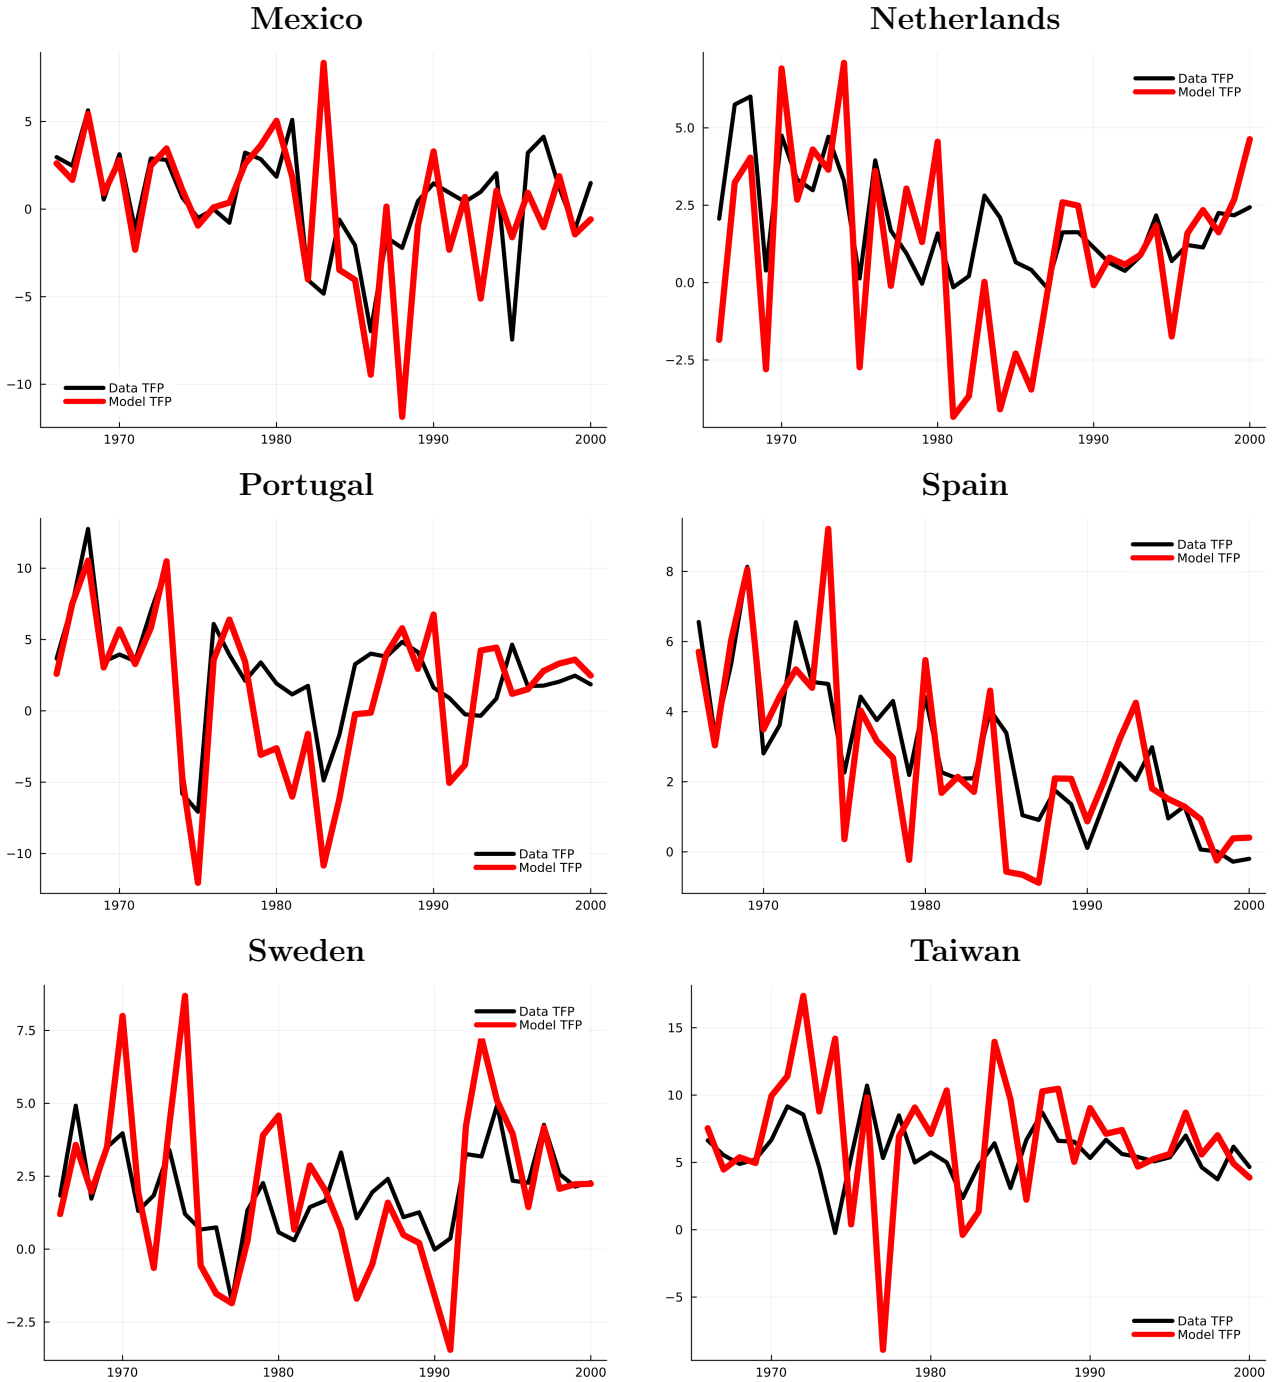 Mexico
5
0
−5
−10
1970
1980
1990
2000
Data TFP
Model TFP
Netherlands
5.0
2.5
0.0
−2.5
1970
1980
1990
2000
Data TFP
Model TFP
Portugal
10
5
0
−5
−10
1970
1980
1990
2000
Data TFP
Model TFP
Spain
8
6
4
2
0
1970
1980
1990
2000
Data TFP
Model TFP
Sweden
7.5
5.0
2.5
0.0
−2.5
1970
1980
1990
2000
Data TFP
Model TFP
Taiwan
15
10
5
0
−5
1970
1980
1990
2000
Data TFP
Model TFP